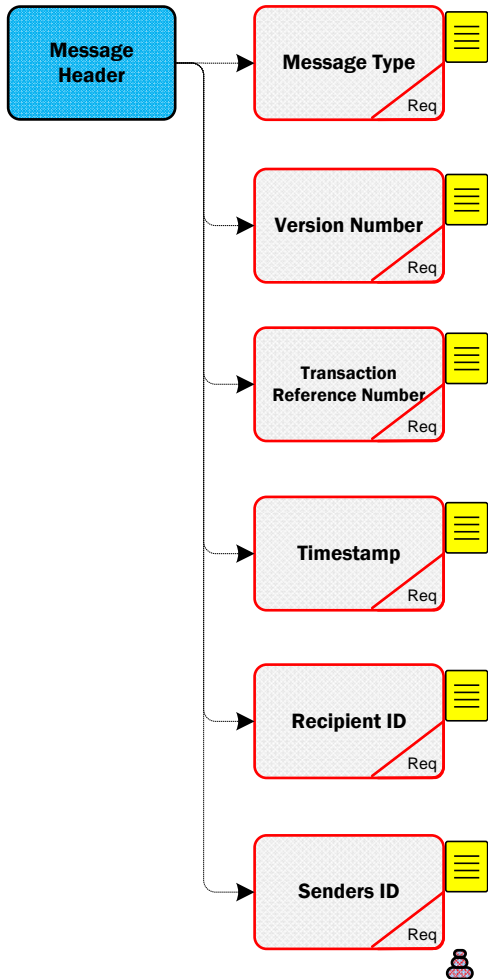 Message
Header
Message Type
Req
Version Number
Req
Transaction
Reference Number
Req
Timestamp
Req
Recipient ID
Req
Senders ID
Req